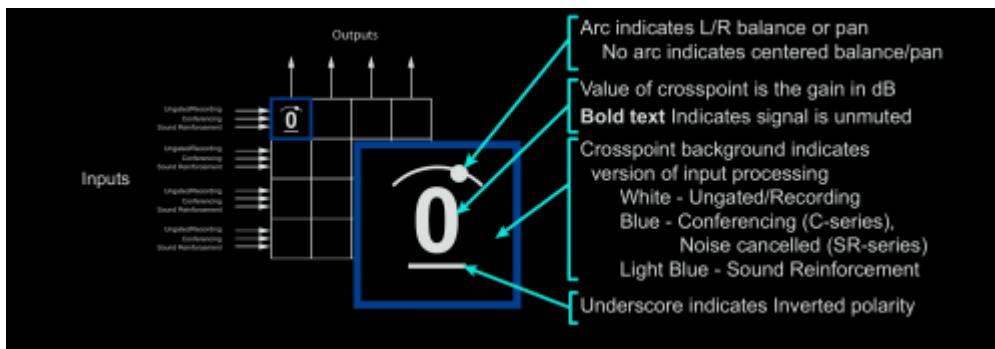 Outputs
Inputs
Ungated/Recording
Conferencing
Sound Reinforcement
Ungated/Recording
Conferencing
Sound Reinforcement
Ungated/Recording
Conferencing
Sound Reinforcement
Ungated/Recording
Conferencing
Sound Reinforcement
0
0
Arc indicates L/R balance or pan
No arc indicates centered balance/pan
Value of crosspoint is the gain in dB
Bold text Indicates signal is unmuted
Crosspoint background indicates
version of input processing
White - Ungated/Recording
Blue - Conferencing (C-series),
Noise cancelled (SR-series)
Light Blue - Sound Reinforcement
Underscore indicates Inverted polarity